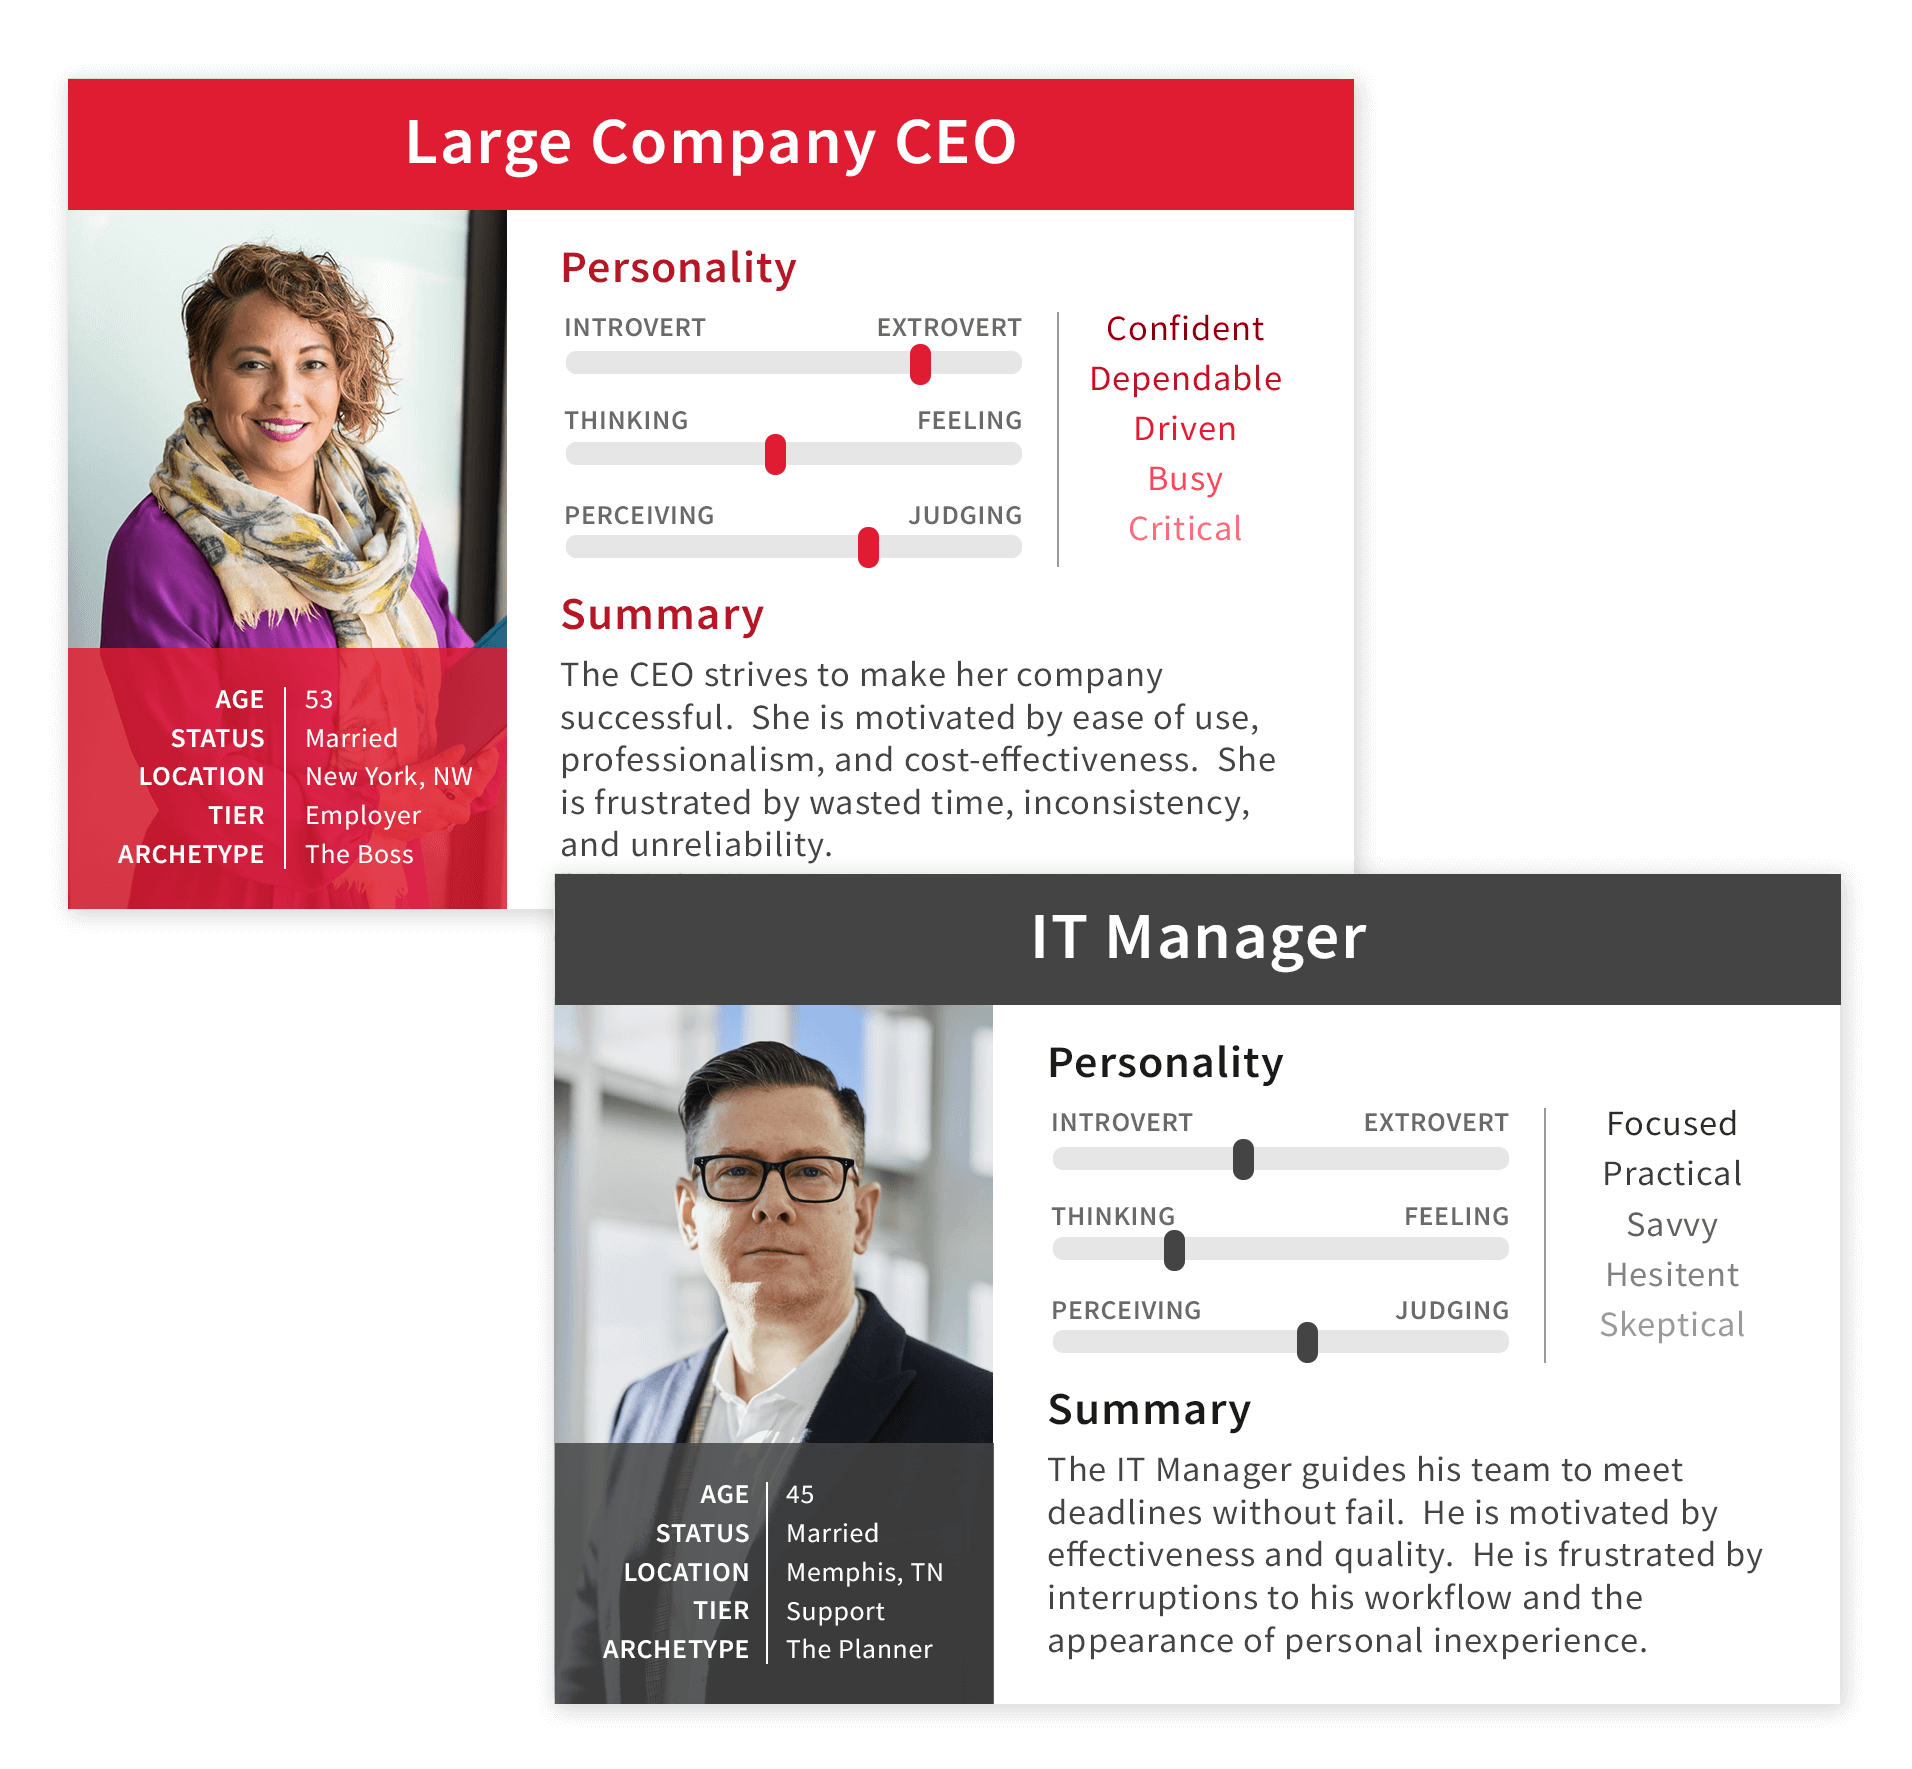 Large Company CEO
Personality
INTROVERT EXTROVERT
THINKING FEELING
PERCEIVING JUDGING
Confident
Dependable
Driven
Busy
Critical
Summary
The CEO strives to make her company
successful.  She is motivated by ease of use,
professionalism, and cost-effectiveness.  She
is frustrated by wasted time, inconsistency,
and unreliability.
AGE 53
STATUS Married
LOCATION New York, NW
TIER Employer
ARCHETYPE The Boss
IT Manager
Personality
INTROVERT EXTROVERT
THINKING FEELING
PERCEIVING JUDGING
Focused
Practical
Savvy
Hesitent
Skeptical
Summary
The IT Manager guides his team to meet
deadlines without fail.  He is motivated by
effectiveness and quality.  He is frustrated by
interruptions to his workflow and the
appearance of personal inexperience.
AGE 45
STATUS Married
LOCATION Memphis, TN
TIER Support
ARCHETYPE The Planner